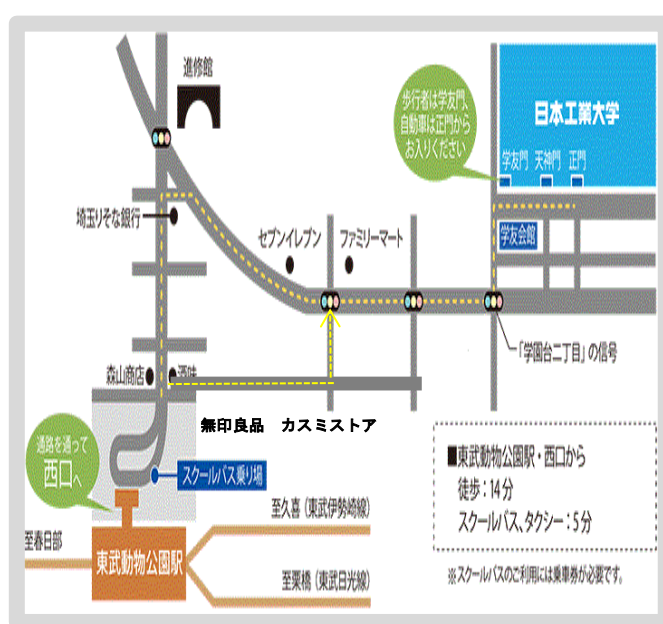 進修館
歩行者は学友門、
自動車は正門から
お入りください
日本工業大学
学友門 天神門 正門
埼玉りそな銀行
セブンイレブン ファミリーマート
学友会館
「学園台二丁目」の信号
森山商店 酒味
無印良品 カスミストア
通路を通って
西口へ
スクールバス乗り場
■東武動物公園駅・西口から
徒歩：14分
スクールバス、タクシー：5分
至久喜（東武伊勢崎線）
至春日部
東武動物公園駅
至栗橋（東武日光線）
※スクールバスのご利用には乗車券が必要です。